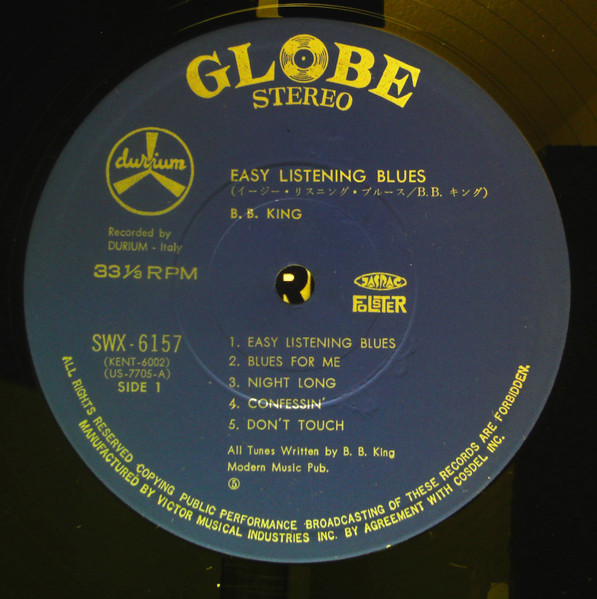 GLOBE
STEREO
durium
EASY LISTENING BLUES
(イージー・リスニング・ブルース/B.B. キング)
B. B. KING
Recorded by
DURIUM - Italy
33 1/3 RPM
JASRAC
FOLSTER
SWX-6157
(KENT-6002)
(US-7705-A)
SIDE 1
1. EASY LISTENING BLUES
2. BLUES FOR ME
3. NIGHT LONG
4. CONFESSIN'
5. DON'T TOUCH
All Tunes Written by B. B. King
Modern Music Pub.
ALL RIGHTS RESERVED COPYING PUBLIC PERFORMANCE BROADCASTING OF THESE RECORDS ARE FORBIDDEN.
MANUFACTURED BY VICTOR MUSICAL INDUSTRIES INC. BY AGREEMENT WITH COSDEL INC.